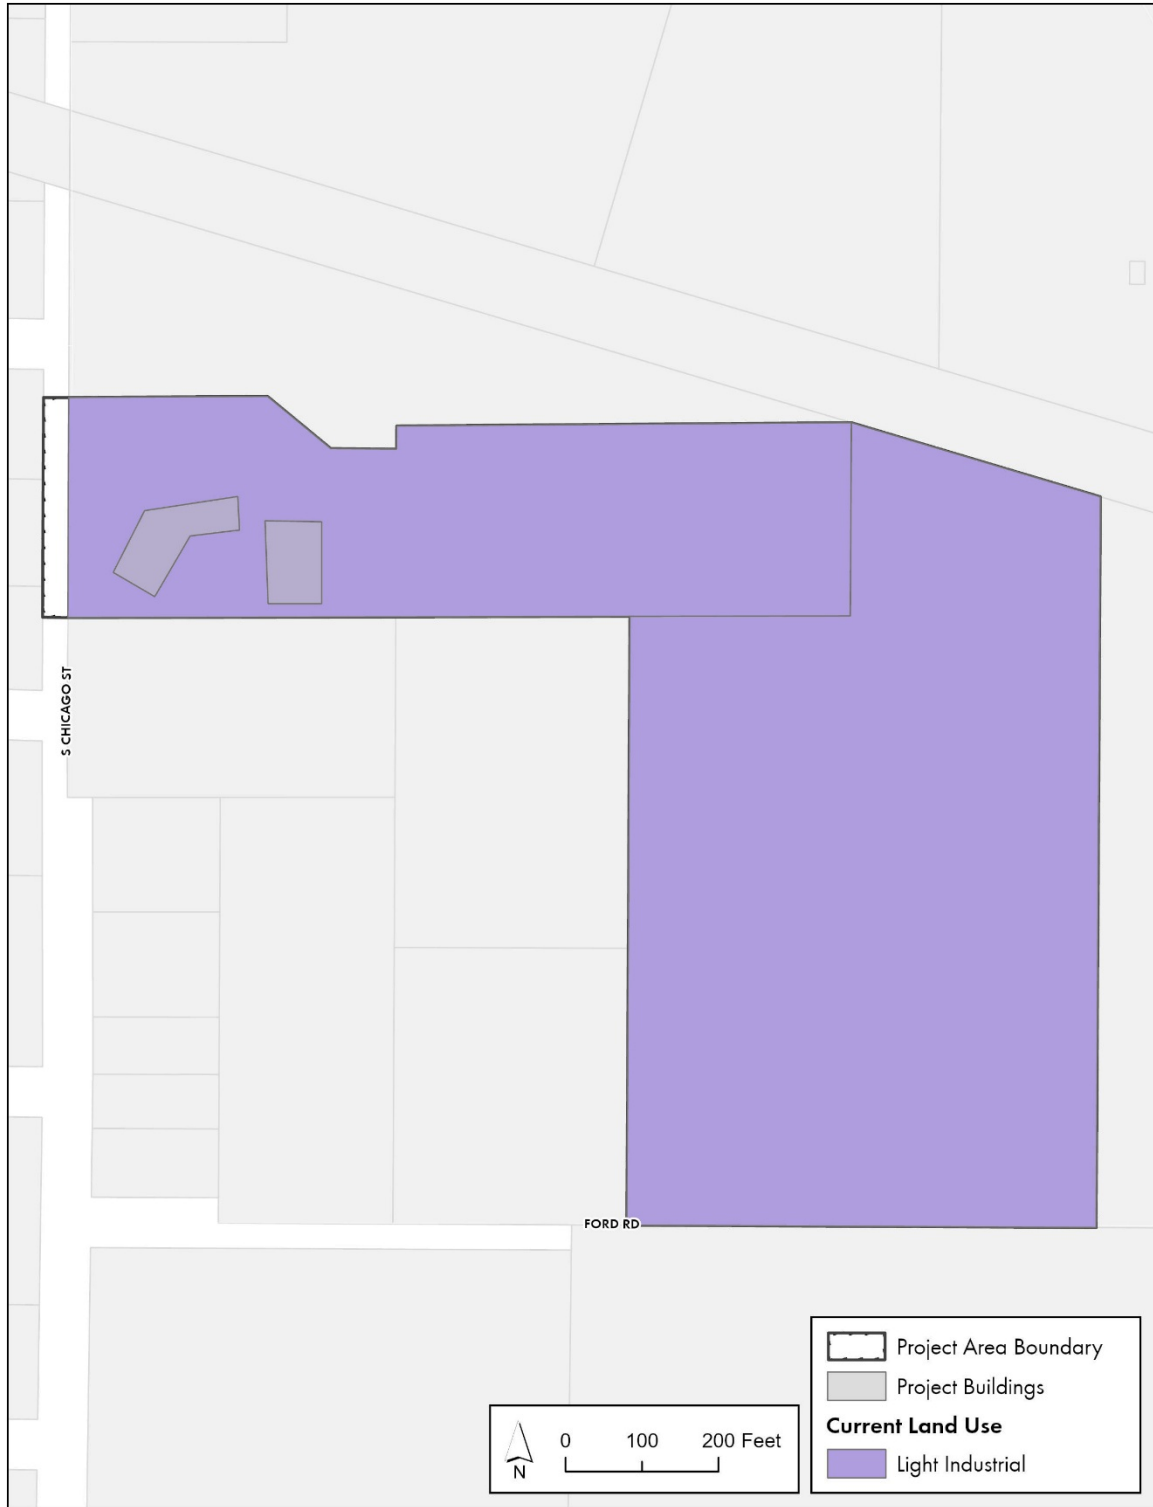 S CHICAGO ST
FORD RD
Project Area Boundary
Project Buildings
Current Land Use
Light Industrial
N
0 100 200 Feet